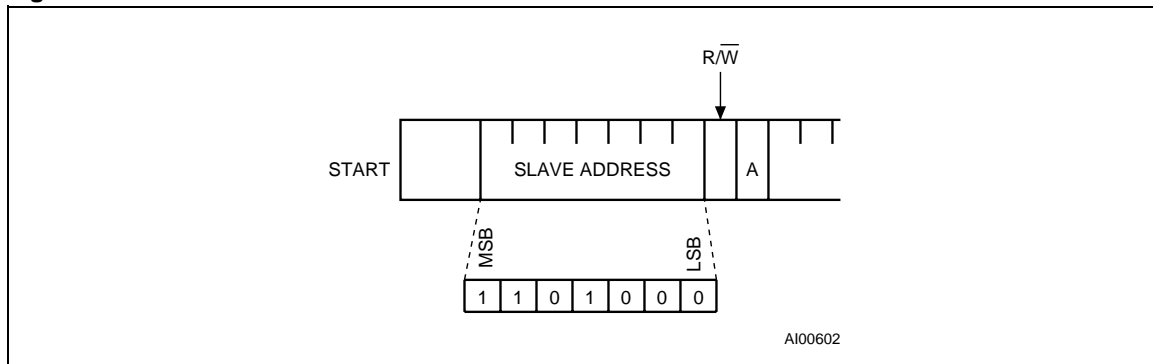 R/W̅
START SLAVE ADDRESS A
MSB LSB
1 1 0 1 0 0 0
AI00602